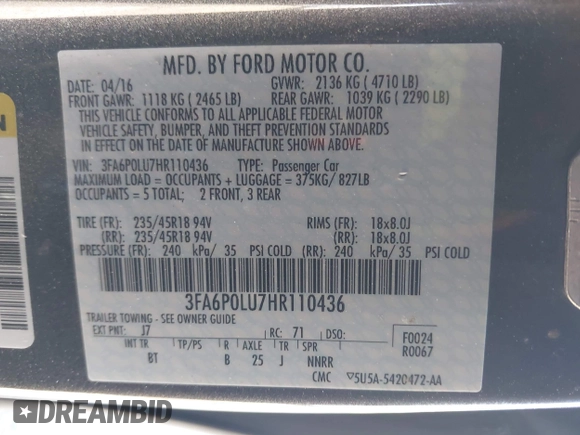 MFD. BY FORD MOTOR CO.
DATE: 04/16 GVWR: 2136 KG ( 4710 LB)
FRONT GAWR: 1118 KG ( 2465 LB) REAR GAWR: 1039 KG ( 2290 LB)
THIS VEHICLE CONFORMS TO ALL APPLICABLE FEDERAL MOTOR
VEHICLE SAFETY, BUMPER, AND THEFT PREVENTION STANDARDS
IN EFFECT ON THE DATE OF MANUFACTURE SHOWN ABOVE.
VIN: 3FA6P0LU7HR110436 TYPE: Passenger Car
MAXIMUM LOAD = OCCUPANTS + LUGGAGE = 375KG/ 827LB
OCCUPANTS = 5 TOTAL; 2 FRONT, 3 REAR
TIRE (FR): 235/45R18 94V RIMS (FR): 18x8.0J
(RR): 235/45R18 94V (RR): 18x8.0J
PRESSURE (FR): 240 kPa/ 35 PSI COLD (RR): 240 kPa/ 35 PSI COLD
3FA6P0LU7HR110436
TRAILER TOWING - SEE OWNER GUIDE
EXT PNT: J7 RC: 71 DSO:
F0024
R0067
INT TR TP/PS R AXLE TR SPR
BT B 25 J NNRR
CMC 5U5A-5420472-AA
DREAMBID